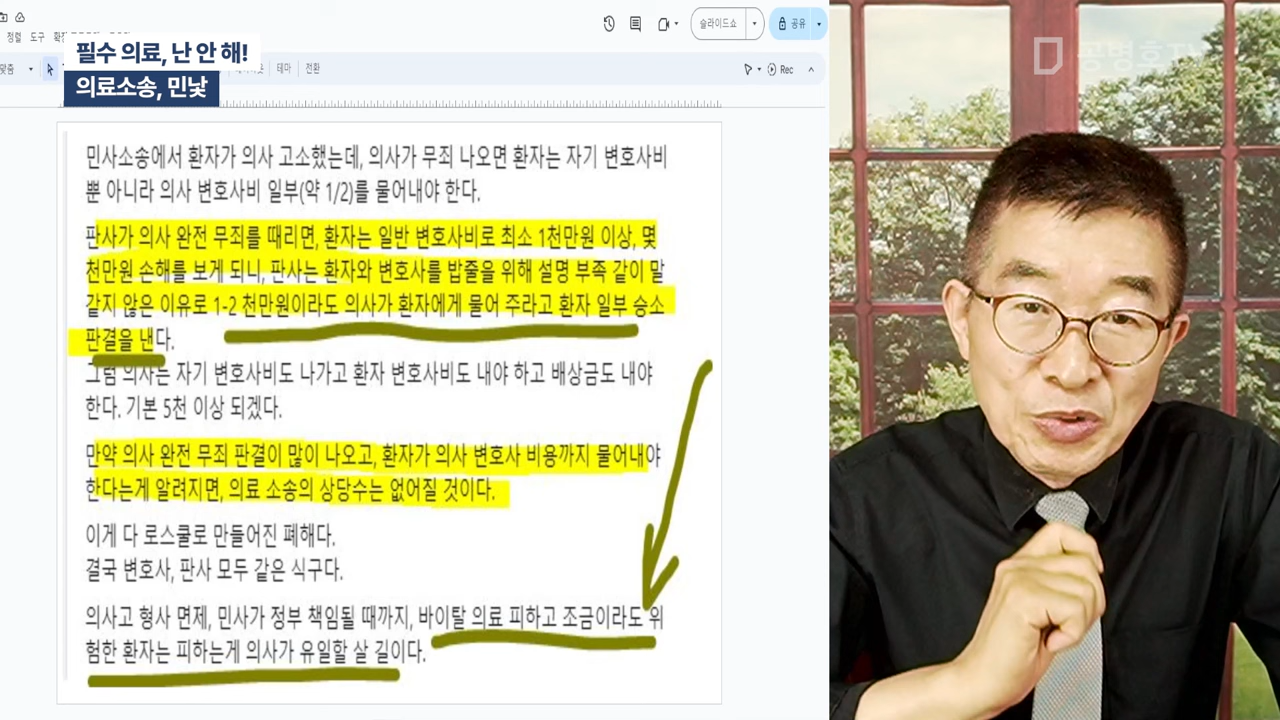 정렬 도구
슬라이드쇼
공유
맞춤
테마
전환
Rec
필수 의료, 난 안 해!
의료소송, 민낯
공병호TV
민사소송에서 환자가 의사 고소했는데, 의사가 무죄 나오면 환자는 자기 변호사비
뿐 아니라 의사 변호사비 일부(약 1/2)를 물어내야 한다.
판사가 의사 완전 무죄를 때리면, 환자는 일반 변호사비로 최소 1천만원 이상, 몇
천만원 손해를 보게 되니, 판사는 환자와 변호사를 밥줄을 위해 설명 부족 같이 말
같지 않은 이유로 1-2 천만원이라도 의사가 환자에게 물어 주라고 환자 일부 승소
판결을 낸다.
그럼 의사는 자기 변호사비도 나가고 환자 변호사비도 내야 하고 배상금도 내야
한다. 기본 5천 이상 되겠다.
만약 의사 완전 무죄 판결이 많이 나오고, 환자가 의사 변호사 비용까지 물어내야
한다는게 알려지면, 의료 소송의 상당수는 없어질 것이다.
이게 다 로스쿨로 만들어진 폐해다.
결국 변호사, 판사 모두 같은 식구다.
의사고 형사 면제, 민사가 정부 책임될 때까지, 바이탈 의료 피하고 조금이라도 위
험한 환자는 피하는게 의사가 유일할 살 길이다.